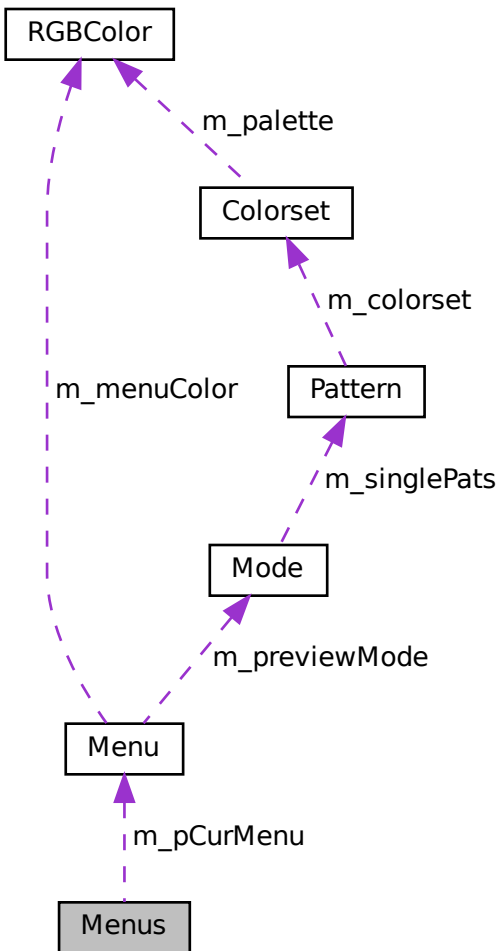 RGBColor
m_palette
Colorset
m_colorset
Pattern
m_menuColor
m_singlePats
Mode
m_previewMode
Menu
m_pCurMenu
Menus